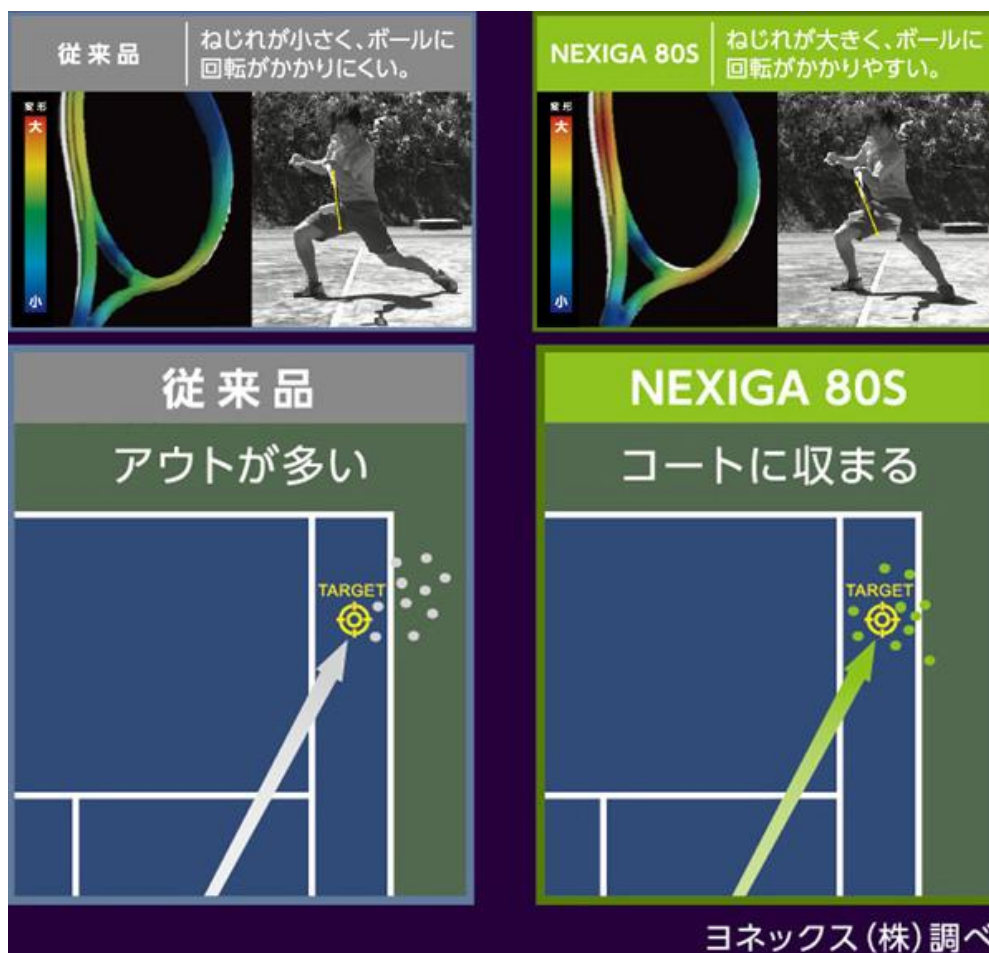 従来品
ねじれが小さく、ボールに
回転がかかりにくい。
変形
大
小
NEXIGA 80S
ねじれが大きく、ボールに
回転がかかりやすい。
変形
大
小
従来品
アウトが多い
TARGET
NEXIGA 80S
コートに収まる
TARGET
ヨネックス(株)調べ